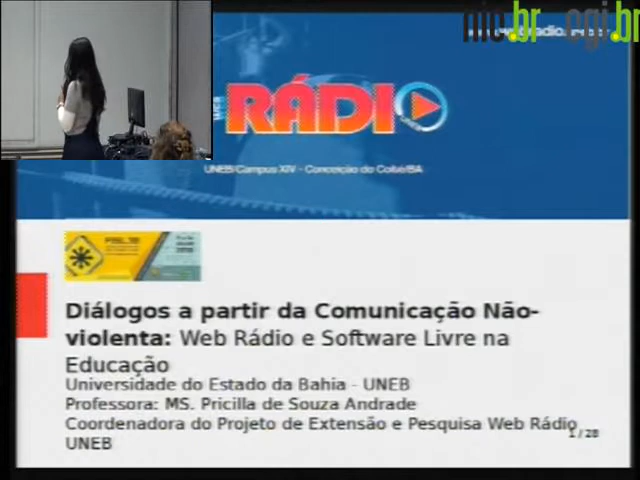 nic.br cgi.br
RÁDIO
UNEB/Campus XIV - Conceição do Coité/BA
Diálogos a partir da Comunicação Não-
violenta: Web Rádio e Software Livre na
Educação
Universidade do Estado da Bahia - UNEB
Professora: MS. Pricilla de Souza Andrade
Coordenadora do Projeto de Extensão e Pesquisa Web Rádio
UNEB
1 / 28